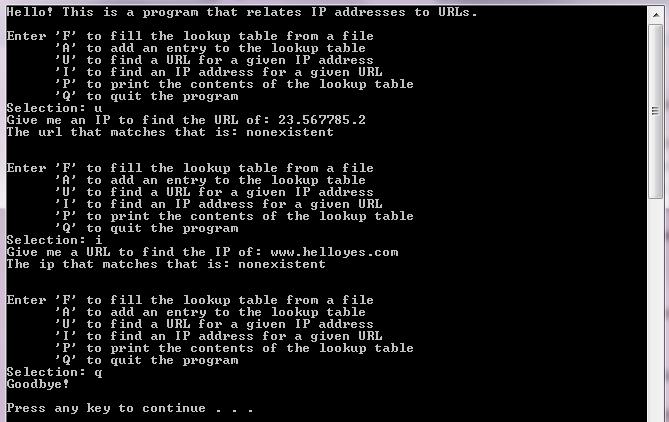 Hello! This is a program that relates IP addresses to URLs.
Enter 'F' to fill the lookup table from a file
'A' to add an entry to the lookup table
'U' to find a URL for a given IP address
'I' to find an IP address for a given URL
'P' to print the contents of the lookup table
'Q' to quit the program
Selection: u
Give me an IP to find the URL of: 23.567785.2
The url that matches that is: nonexistent
Enter 'F' to fill the lookup table from a file
'A' to add an entry to the lookup table
'U' to find a URL for a given IP address
'I' to find an IP address for a given URL
'P' to print the contents of the lookup table
'Q' to quit the program
Selection: i
Give me a URL to find the IP of: www.helloyes.com
The ip that matches that is: nonexistent
Enter 'F' to fill the lookup table from a file
'A' to add an entry to the lookup table
'U' to find a URL for a given IP address
'I' to find an IP address for a given URL
'P' to print the contents of the lookup table
'Q' to quit the program
Selection: q
Goodbye!
Press any key to continue . . .